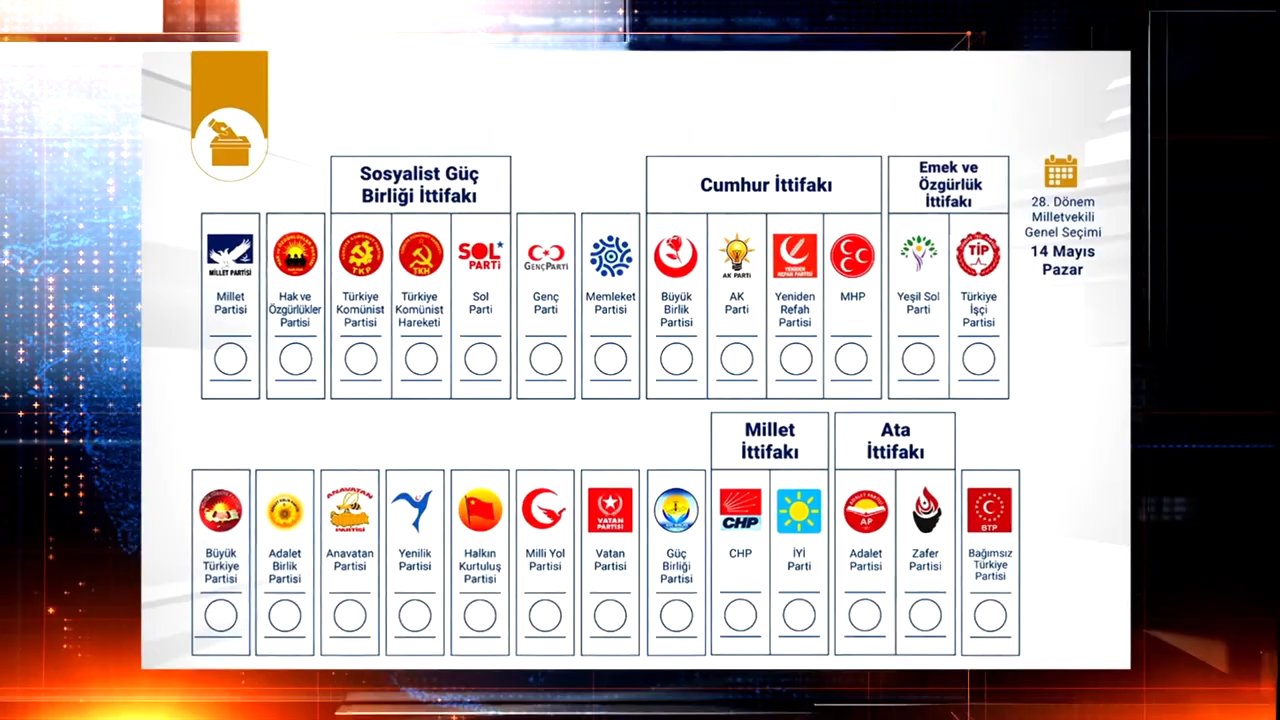 Sosyalist Güç
Birliği İttifakı
Cumhur İttifakı
Emek ve
Özgürlük
İttifakı
28. Dönem
Milletvekili
Genel Seçimi
14 Mayıs
Pazar
MİLLET PARTİSİ
Millet
Partisi
Hak ve
Özgürlükler
Partisi
TKP
Türkiye
Komünist
Partisi
TKH
Türkiye
Komünist
Hareketi
SOL
PARTİ
Sol
Parti
GENÇPARTİ
Genç
Parti
Memleket
Partisi
Büyük
Birlik
Partisi
AK PARTİ
AK
Parti
YENİDEN
REFAH PARTİSİ
Yeniden
Refah
Partisi
MHP
Yeşil Sol
Parti
TİP
Türkiye
İşçi
Partisi
Millet
İttifakı
Ata
İttifakı
Büyük
Türkiye
Partisi
Adalet
Birlik
Partisi
ANAVATAN
PARTİSİ
Anavatan
Partisi
Yenilik
Partisi
Halkın
Kurtuluş
Partisi
Milli Yol
Partisi
VATAN
PARTİSİ
Vatan
Partisi
Güç
Birliği
Partisi
CHP
CHP
İYİ
Parti
ADALET PARTİSİ
AP
Adalet
Partisi
Zafer
Partisi
BTP
Bağımsız
Türkiye
Partisi